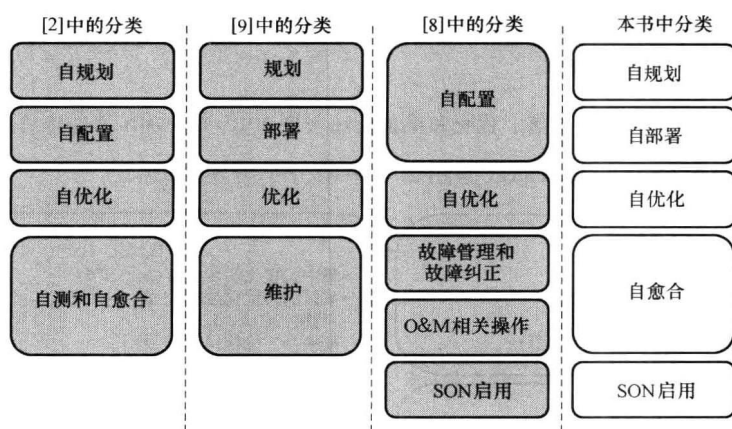 [2]中的分类
自规划
自配置
自优化
自测和自愈合
[9]中的分类
规划
部署
优化
维护
[8]中的分类
自配置
自优化
故障管理和
故障纠正
O&M相关操作
SON启用
本书中分类
自规划
自部署
自优化
自愈合
SON启用